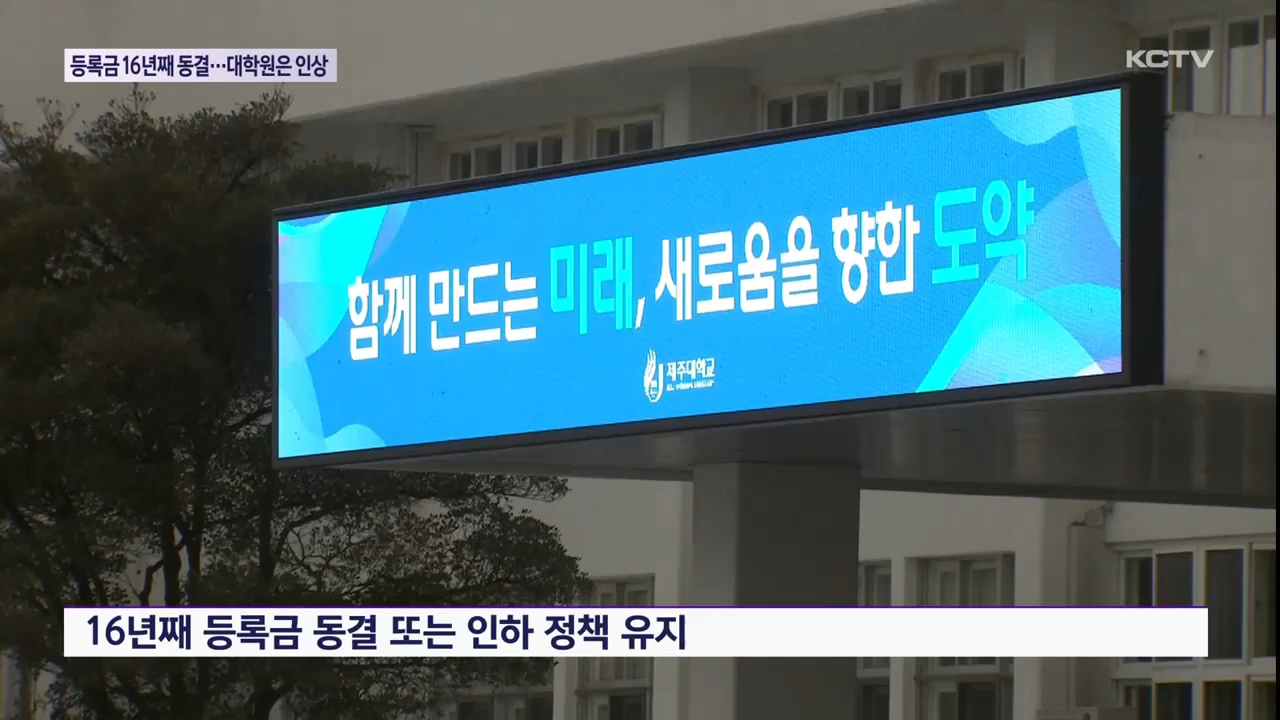 등록금 16년째 동결…대학원은 인상
KCTV
함께 만드는 미래, 새로움을 향한 도약
제주대학교
16년째 등록금 동결 또는 인하 정책 유지